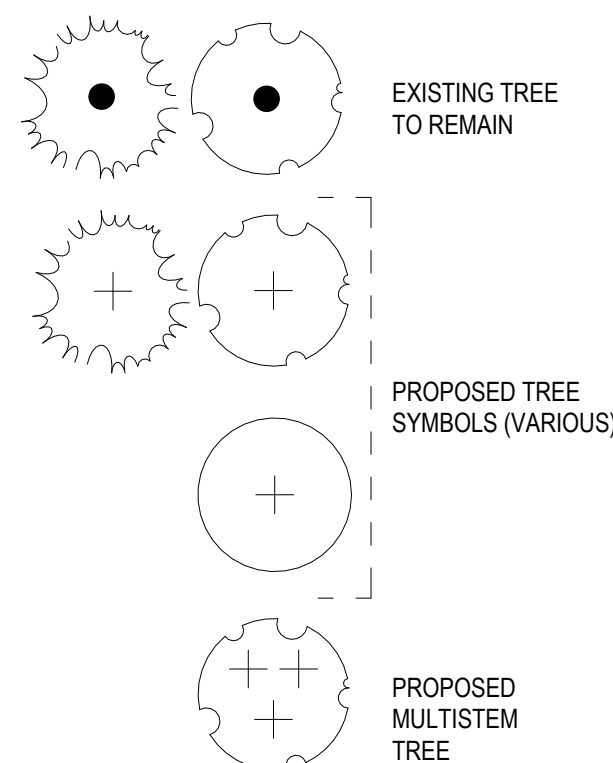 EXISTING TREE
TO REMAIN
PROPOSED TREE
SYMBOLS (VARIOUS)
PROPOSED
MULTISTEM
TREE